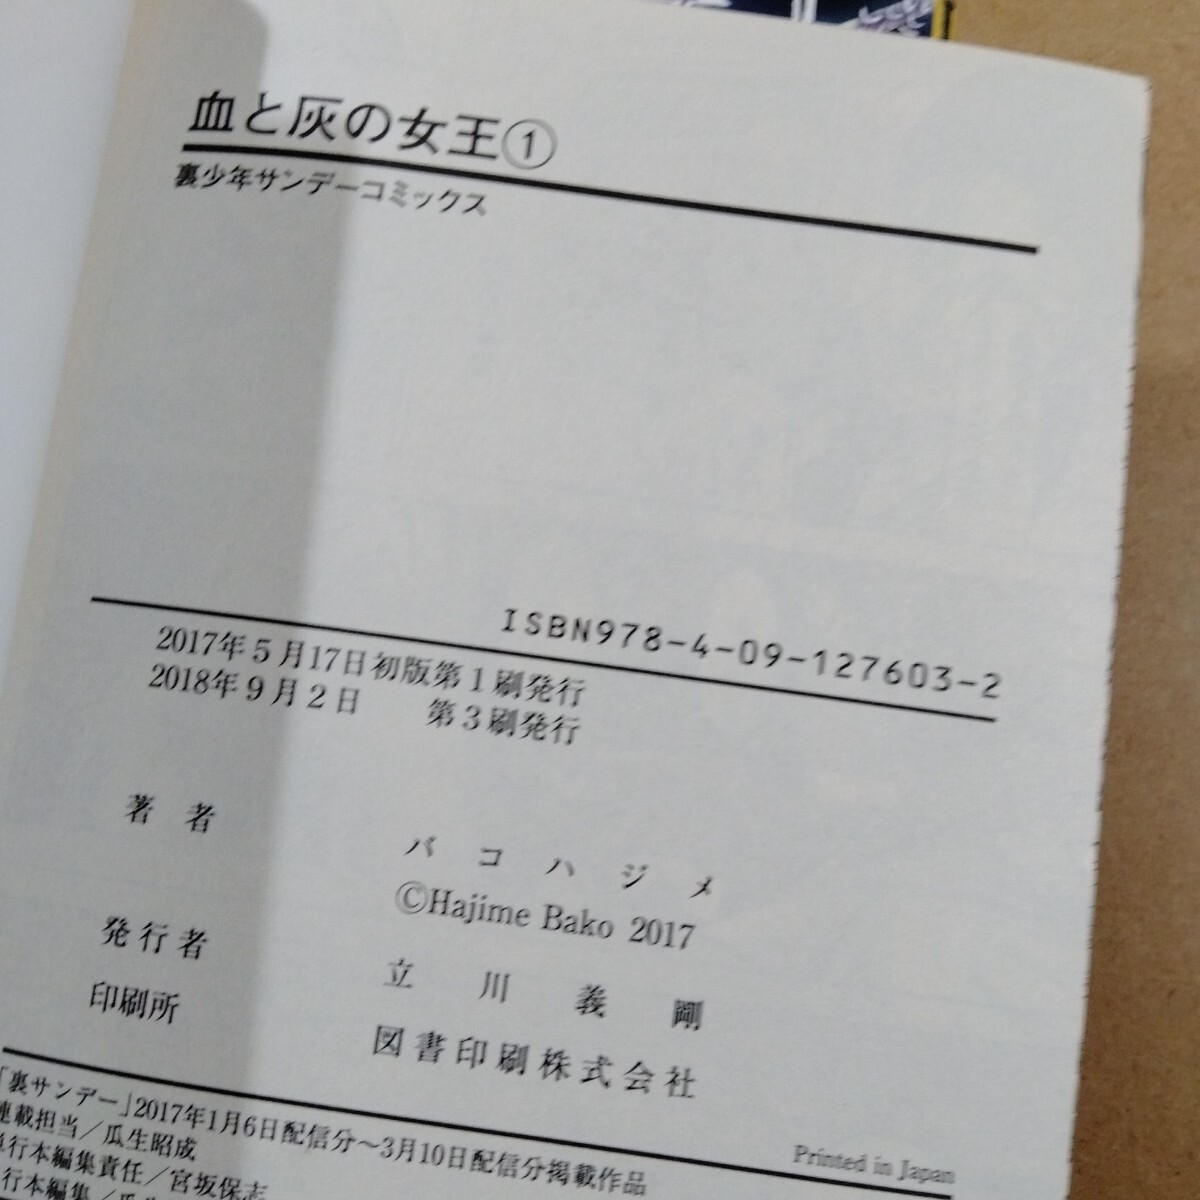 血と灰の女王①
裏少年サンデーコミックス
ISBN978-4-09-127603-2
2017年5月17日初版第1刷発行
2018年9月2日 第3刷発行
著者 バコハジメ
©Hajime Bako 2017
発行者 立川義剛
印刷所 図書印刷株式会社
「裏サンデー」2017年1月6日配信分〜3月10日配信分掲載作品
連載担当／瓜生昭成
単行本編集責任／宮坂保志
Printed in Japan
行本編集／瓜生